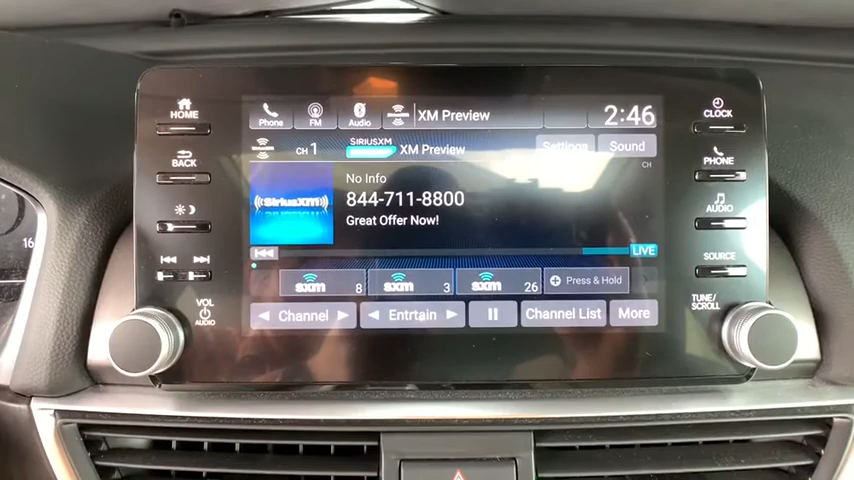 HOME
BACK
VOL
AUDIO
Phone
FM
Audio
XM Preview
2:46
CH 1
SIRIUSXM
XM Preview
Settings
Sound
CH
No Info
((SiriusXM))
844-711-8800
Great Offer Now!
LIVE
sxm 8
sxm 3
sxm 26
Press & Hold
Channel
Entrtain
Channel List
More
CLOCK
PHONE
AUDIO
SOURCE
TUNE/
SCROLL
16